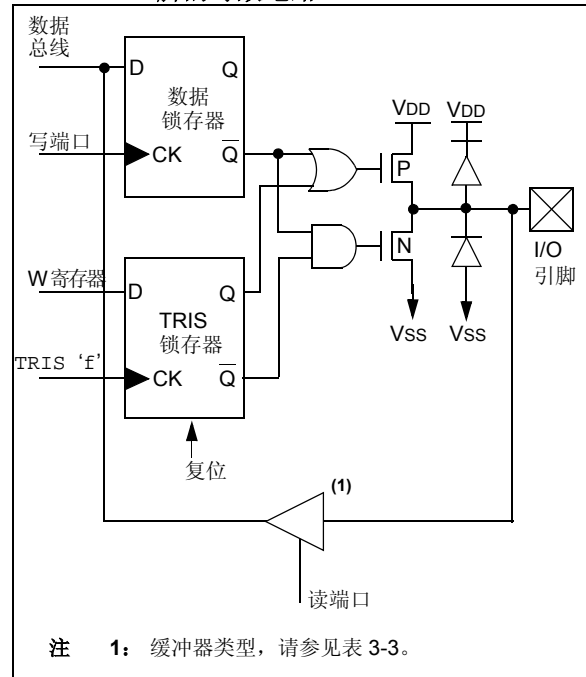 数据
总线
D
Q
数据
锁存器
写端口
CK
Q
VDD
VDD
P
N
I/O
引脚
VSS
VSS
W 寄存器
D
Q
TRIS
锁存器
TRIS ‘f’
CK
Q
复位
(1)
读端口
注 1： 缓冲器类型，请参见表 3-3。